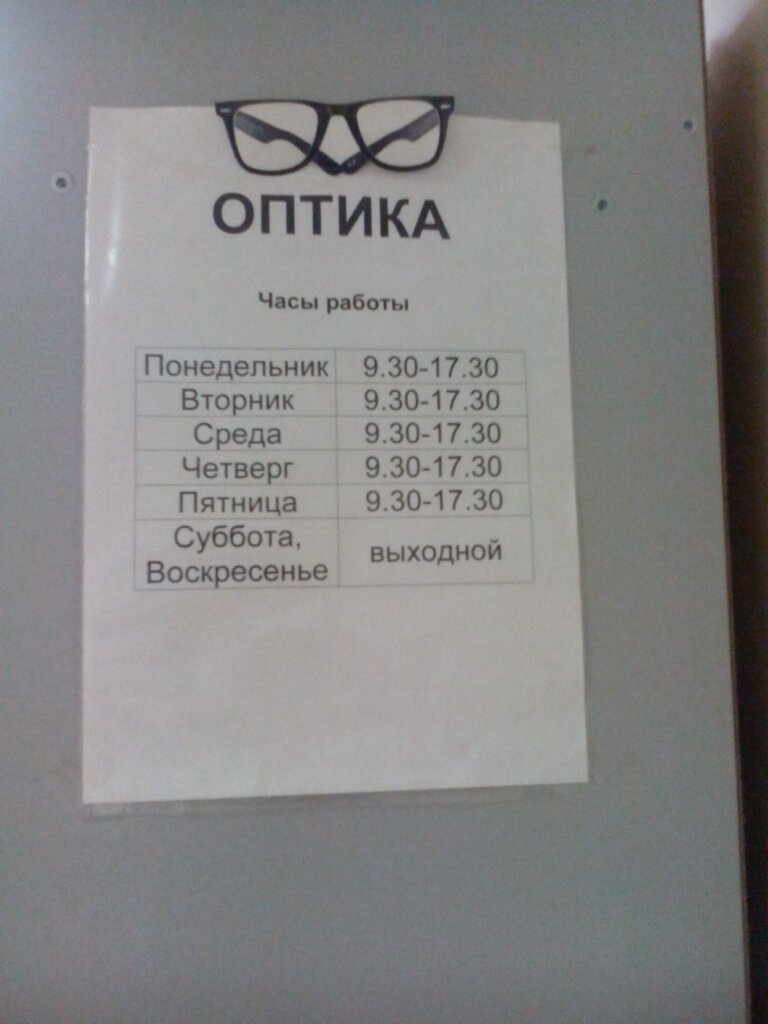 ОПТИКА
Часы работы
Понедельник 9.30-17.30
Вторник 9.30-17.30
Среда 9.30-17.30
Четверг 9.30-17.30
Пятница 9.30-17.30
Суббота,
Воскресенье выходной